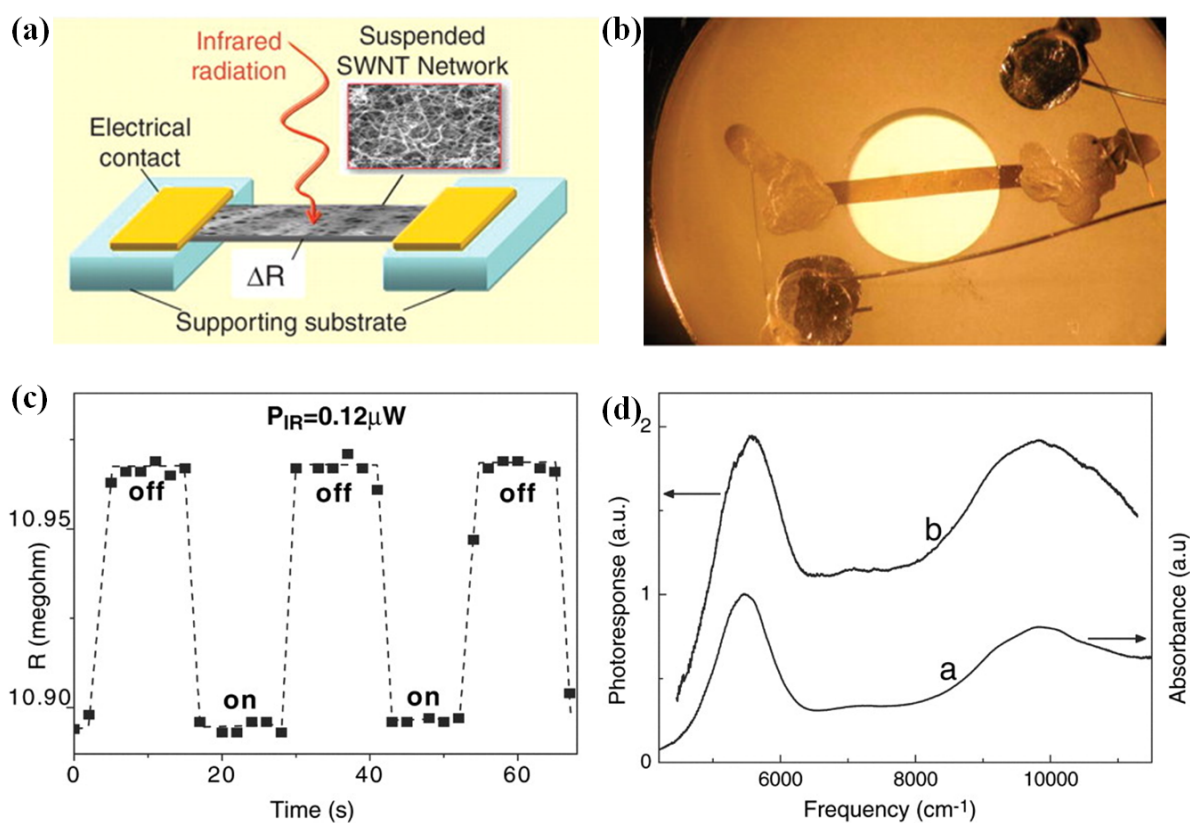 (a)
Infrared
radiation
Suspended
SWNT Network
Electrical
contact
ΔR
Supporting substrate
(b)
(c)
P_IR=0.12μW
off
off
off
on
on
10.95
10.90
R (megohm)
0
20
40
60
Time (s)
(d)
2
1
0
b
a
Photoresponse (a.u.)
Absorbance (a.u)
6000
8000
10000
Frequency (cm⁻¹)